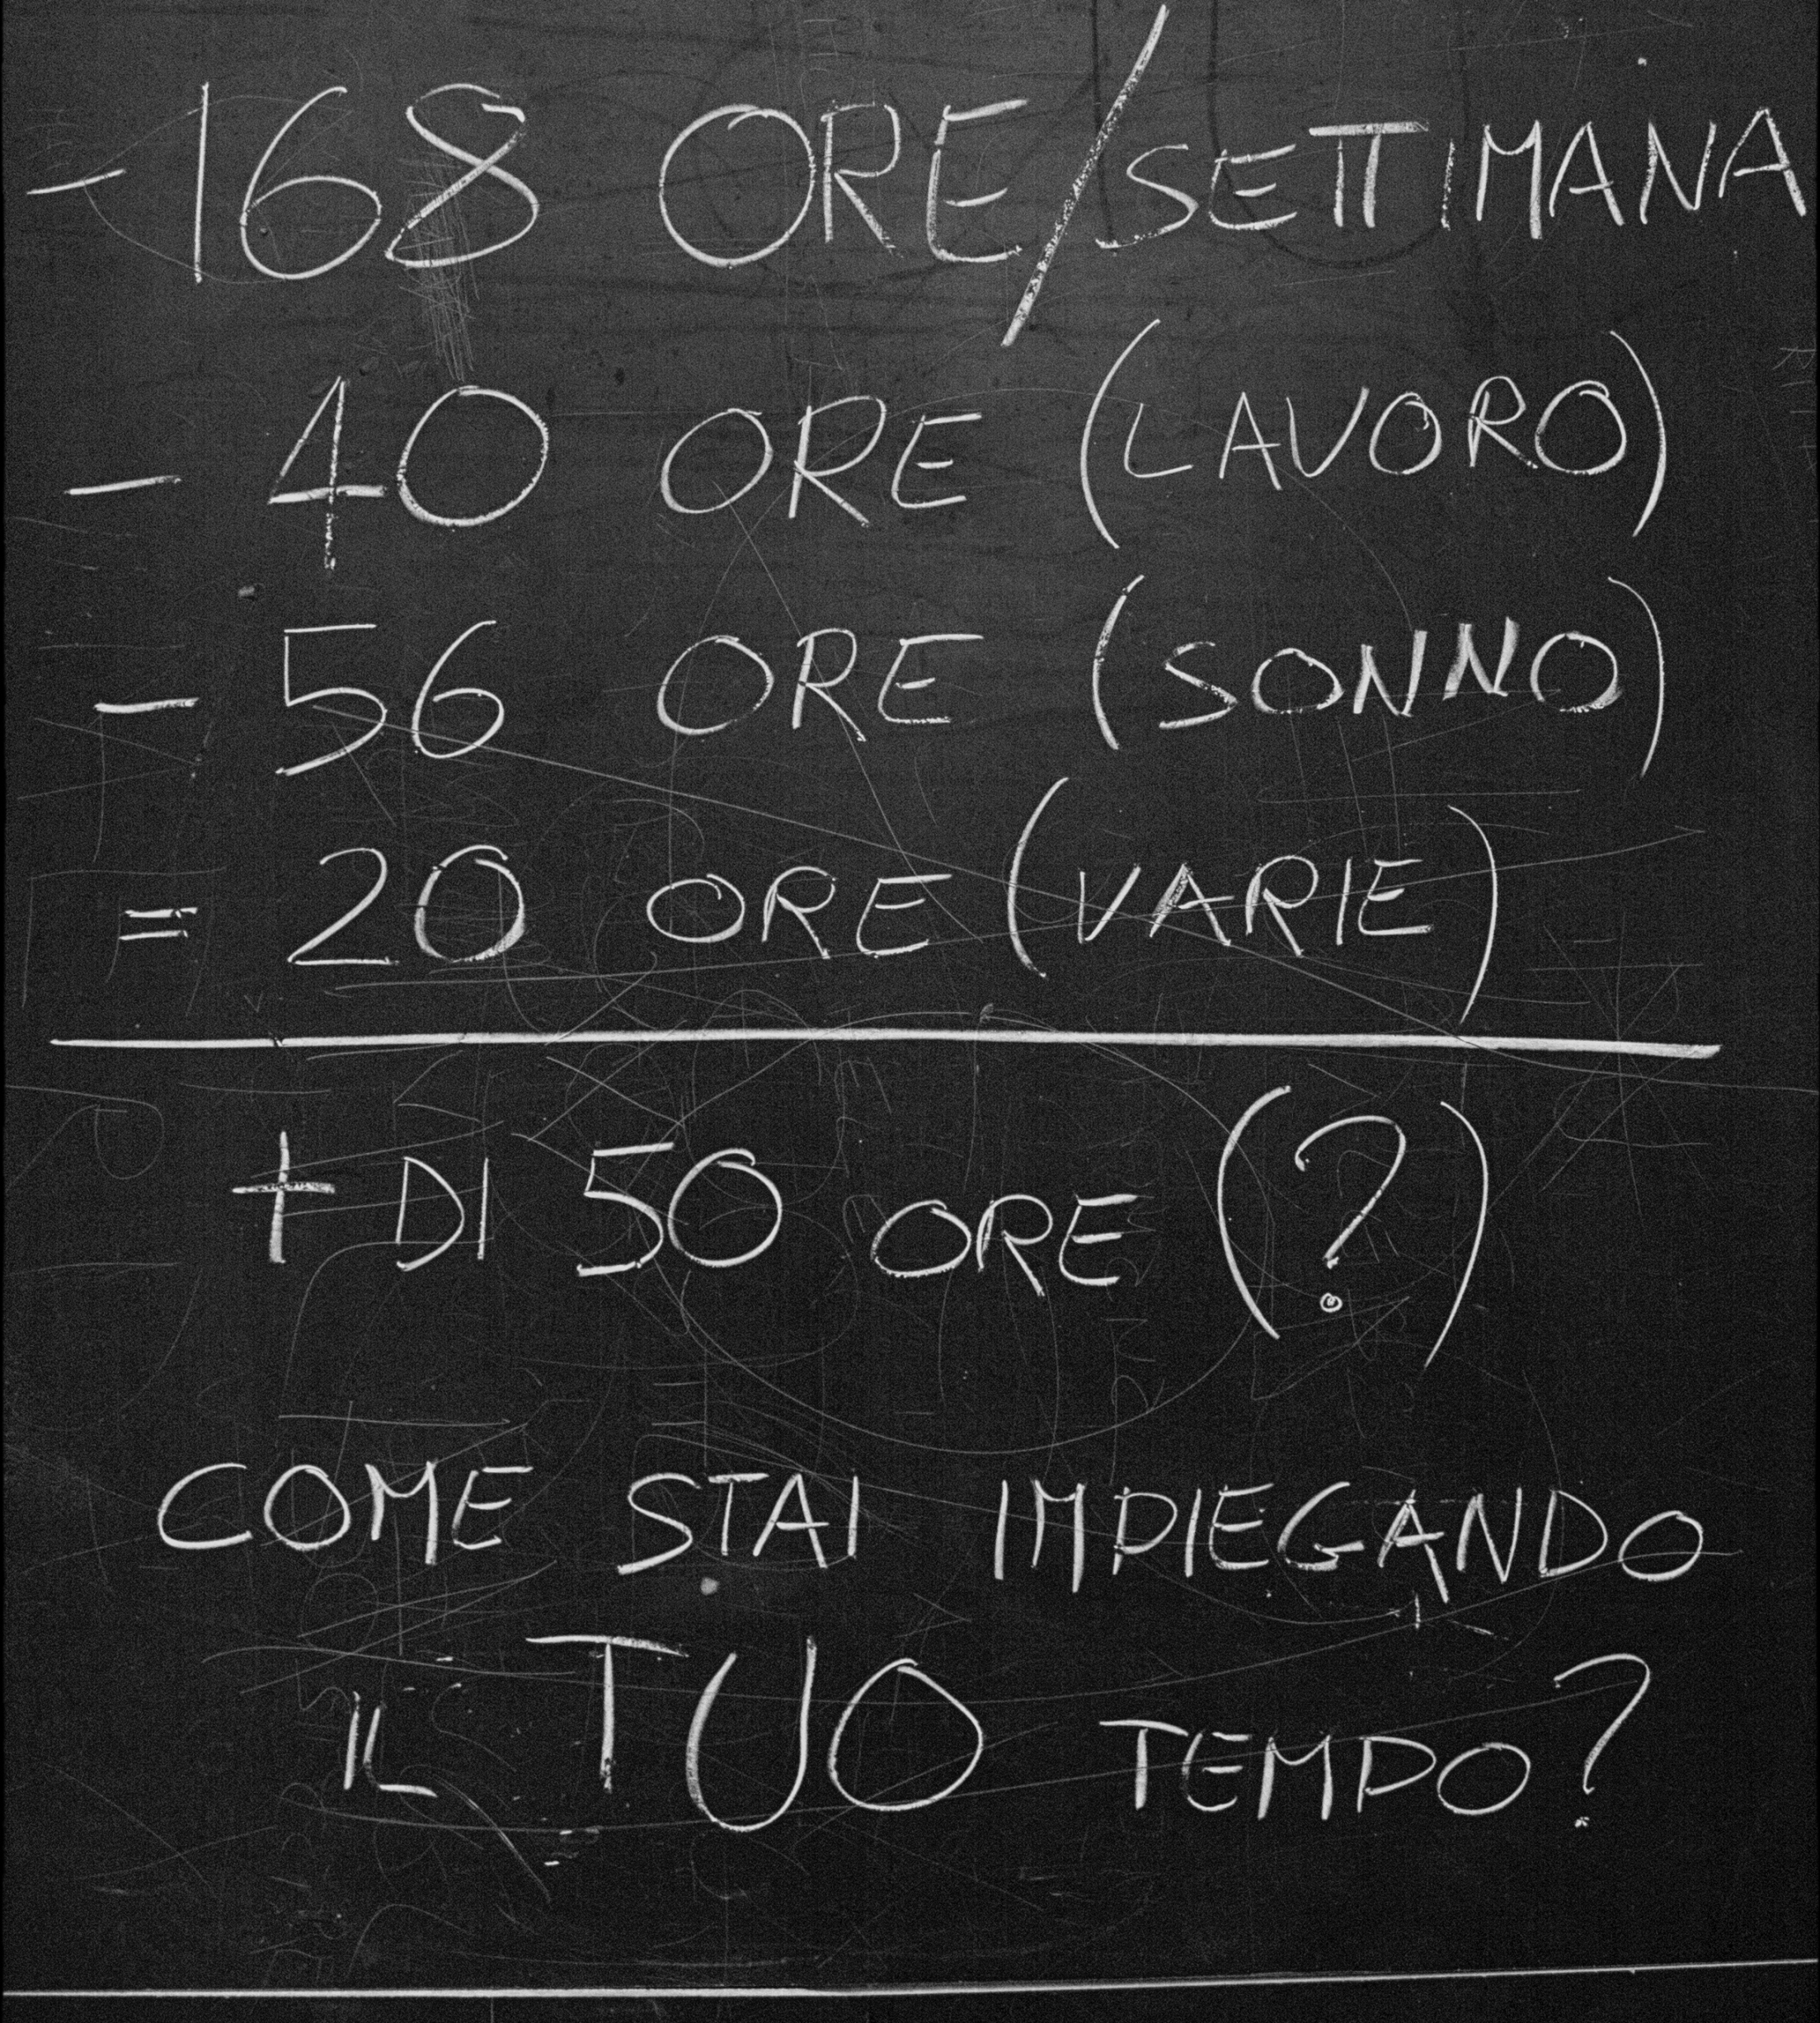 - 168 ORE/SETTIMANA
- 40 ORE (LAVORO)
- 56 ORE (SONNO)
= 20 ORE (VARIE)
+ DI 50 ORE (?)
COME STAI IMPIEGANDO
IL TUO TEMPO?